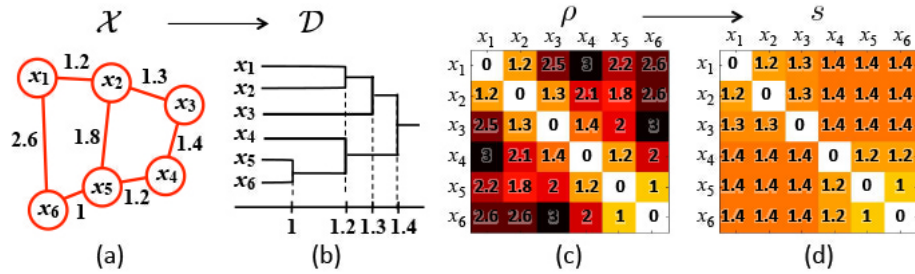 𝒳 ⟶ 𝒟
x1 1.2 x2 1.3 x3
2.6 1.8 1.4
x6 1 x5 1.2 x4
(a)
x1
x2
x3
x4
x5
x6
1 1.2 1.3 1.4
(b)
ρ ⟶ s
x1 x2 x3 x4 x5 x6
x1 0 1.2 2.5 3 2.2 2.6
x2 1.2 0 1.3 2.1 1.8 2.6
x3 2.5 1.3 0 1.4 2 3
x4 3 2.1 1.4 0 1.2 2
x5 2.2 1.8 2 1.2 0 1
x6 2.6 2.6 3 2 1 0
(c)
x1 x2 x3 x4 x5 x6
x1 0 1.2 1.3 1.4 1.4 1.4
x2 1.2 0 1.3 1.4 1.4 1.4
x3 1.3 1.3 0 1.4 1.4 1.4
x4 1.4 1.4 1.4 0 1.2 1.2
x5 1.4 1.4 1.4 1.2 0 1
x6 1.4 1.4 1.4 1.2 1 0
(d)